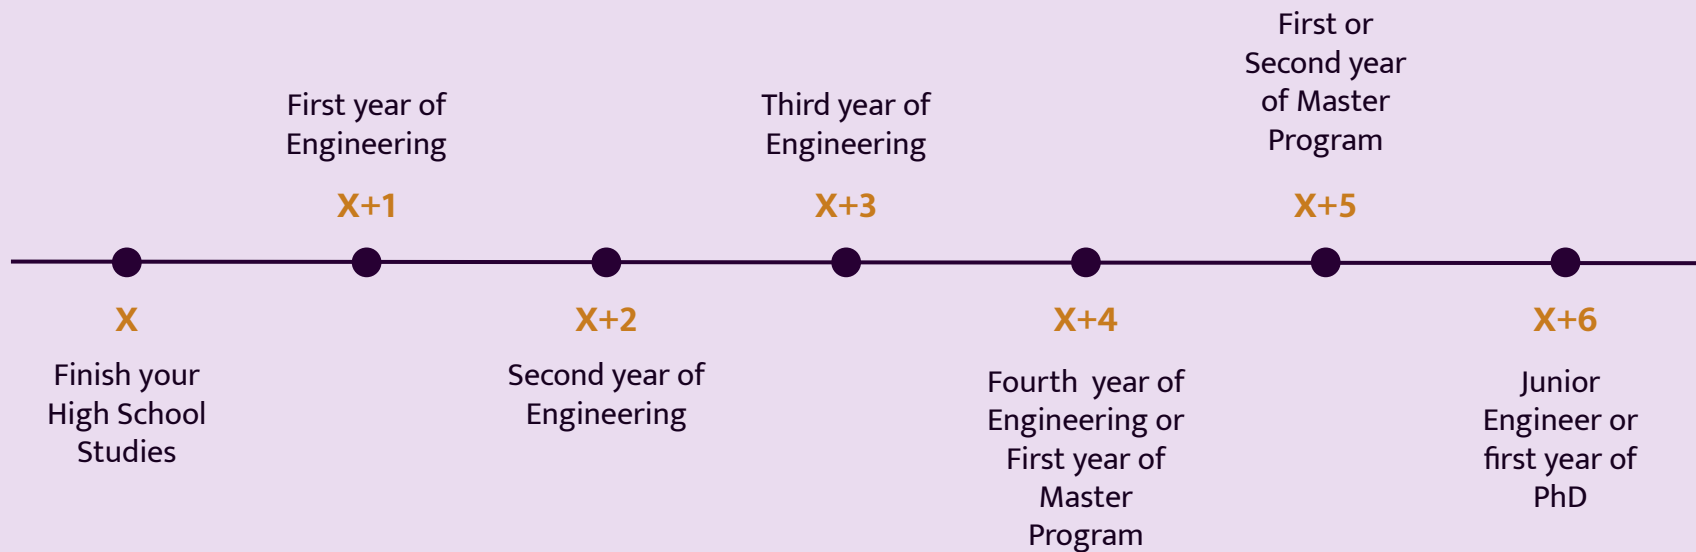 X
Finish your
High School
Studies
First year of
Engineering
X+1
X+2
Second year of
Engineering
Third year of
Engineering
X+3
X+4
Fourth  year of
Engineering or
First year of
Master
Program
First or
Second year
of Master
Program
X+5
X+6
Junior
Engineer or
first year of
PhD